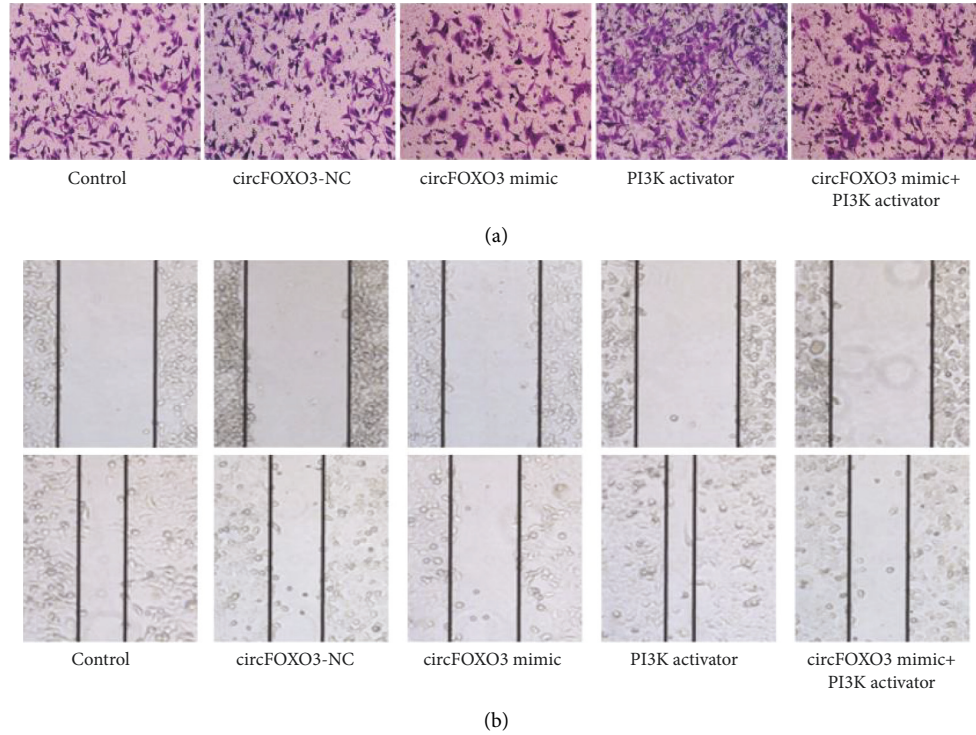 Control
circFOXO3-NC
circFOXO3 mimic
PI3K activator
circFOXO3 mimic+
PI3K activator
(a)
Control
circFOXO3-NC
circFOXO3 mimic
PI3K activator
circFOXO3 mimic+
PI3K activator
(b)